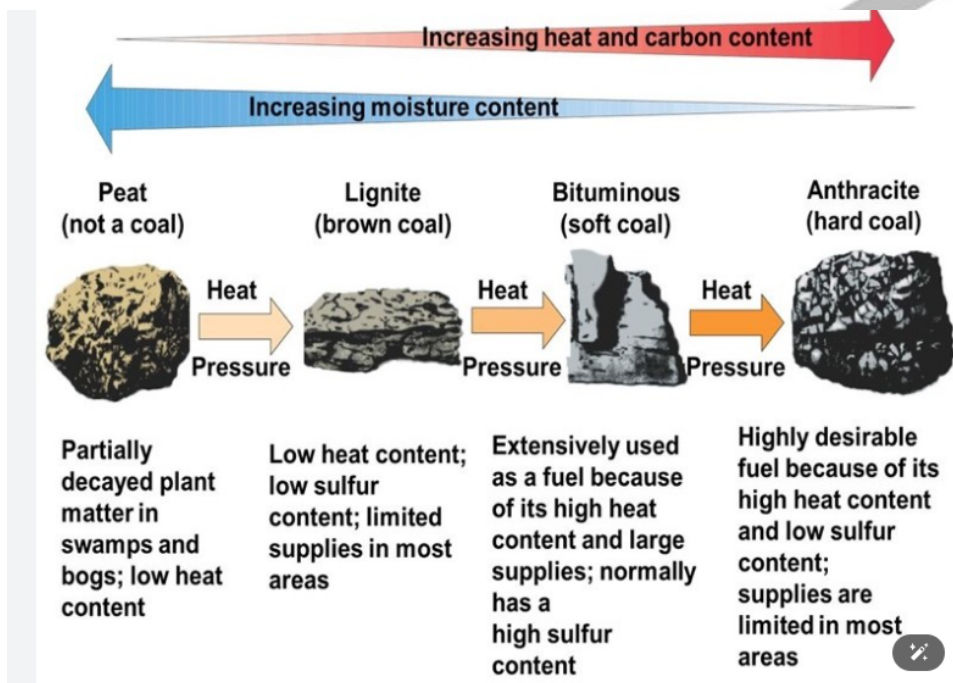 Increasing heat and carbon content
Increasing moisture content
Peat
(not a coal)
Lignite
(brown coal)
Bituminous
(soft coal)
Anthracite
(hard coal)
Heat
Pressure
Heat
Pressure
Heat
Pressure
Partially
decayed plant
matter in
swamps and
bogs; low heat
content
Low heat content;
low sulfur
content; limited
supplies in most
areas
Extensively used
as a fuel because
of its high heat
content and large
supplies; normally
has a
high sulfur
content
Highly desirable
fuel because of its
high heat content
and low sulfur
content;
supplies are
limited in most
areas